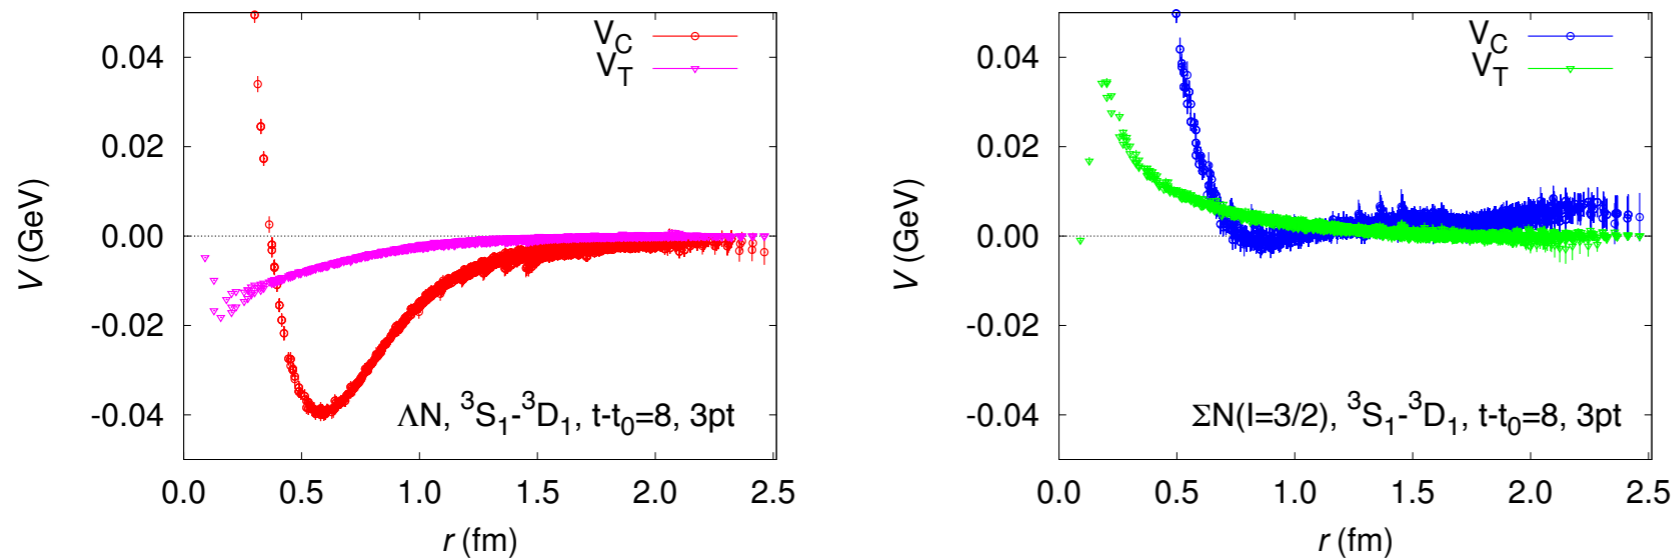 V_C
V_T
0.04
0.02
0.00
-0.02
-0.04
V (GeV)
ΛN, ³S₁-³D₁, t-t₀=8, 3pt
0.0 0.5 1.0 1.5 2.0 2.5
r (fm)
V_C
V_T
0.04
0.02
0.00
-0.02
-0.04
V (GeV)
ΣN(I=3/2), ³S₁-³D₁, t-t₀=8, 3pt
0.0 0.5 1.0 1.5 2.0 2.5
r (fm)